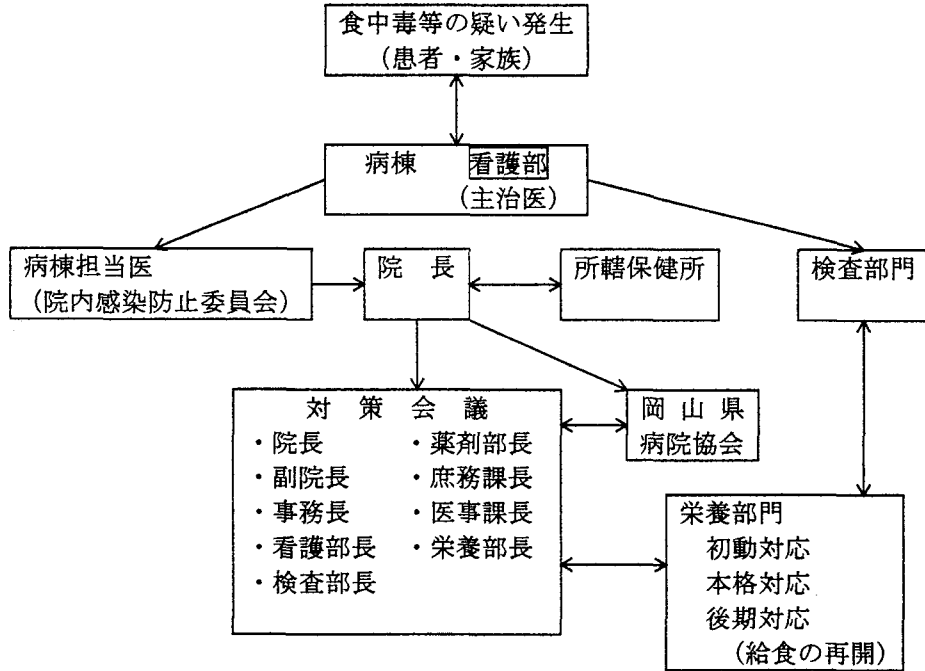 食中毒等の疑い発生
(患者・家族)
病棟 看護部
(主治医)
病棟担当医
(院内感染防止委員会)
院 長
所轄保健所
検査部門
対 策 会 議
・院長 ・薬剤部長
・副院長 ・庶務課長
・事務長 ・医事課長
・看護部長 ・栄養部長
・検査部長
岡 山 県
病院協会
栄養部門
初動対応
本格対応
後期対応
(給食の再開)